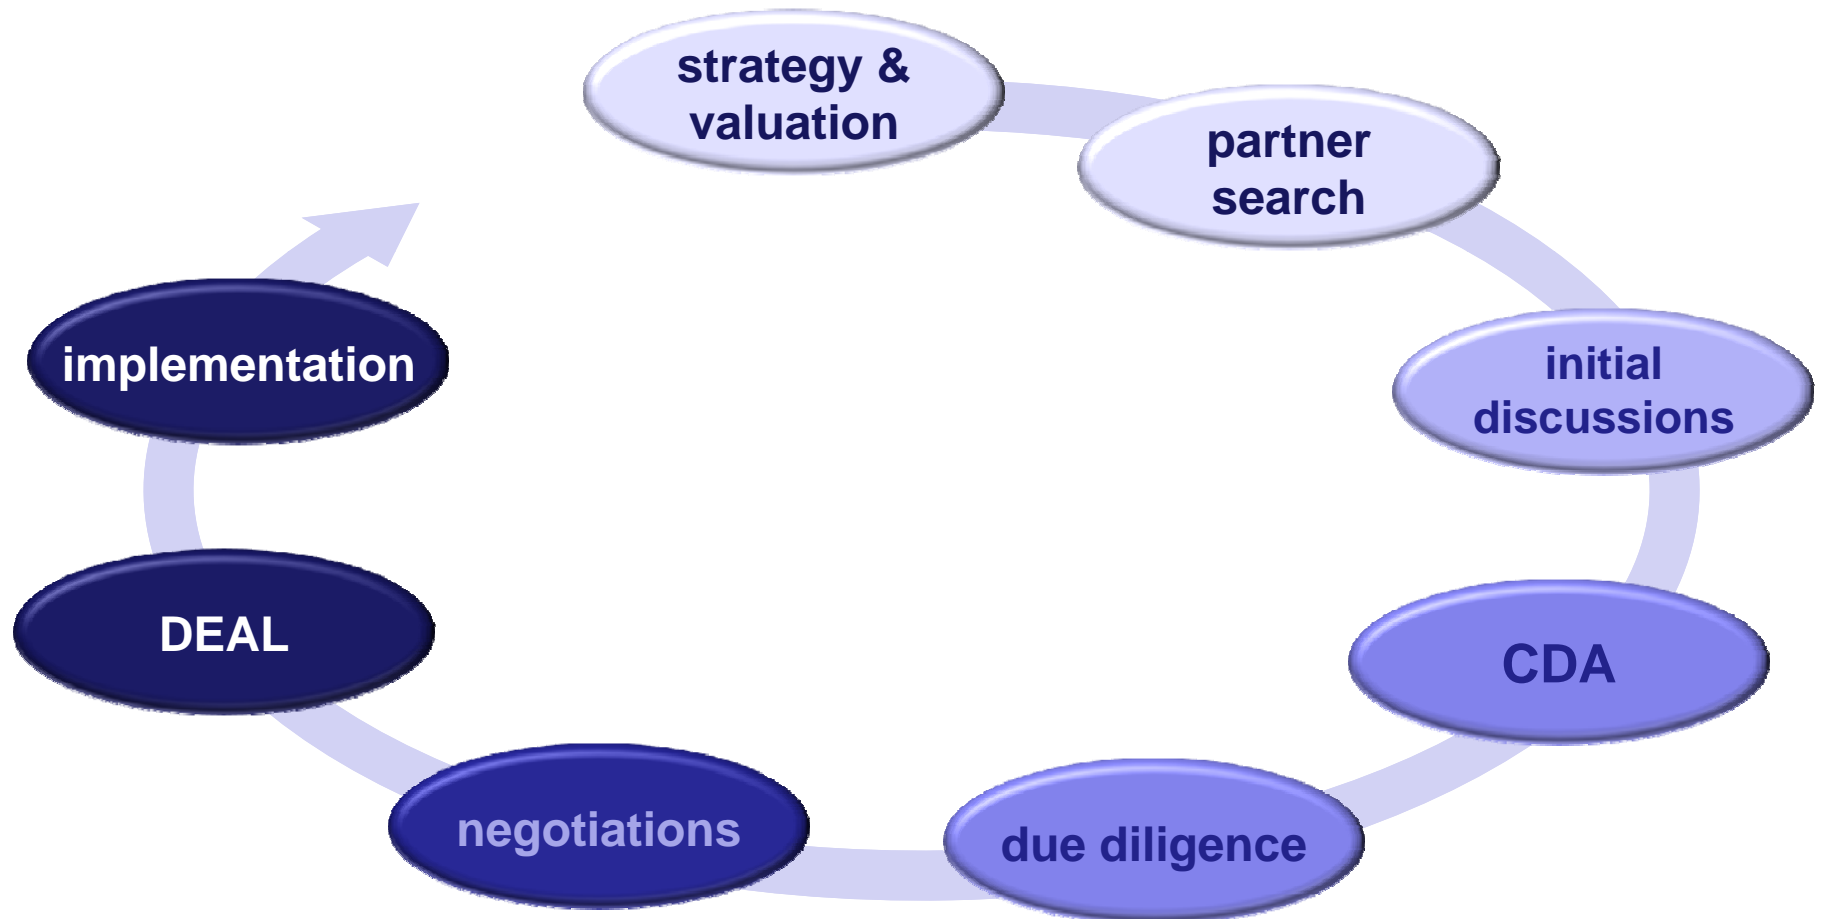 strategy &
valuation
partner
search
initial
discussions
CDA
due diligence
negotiations
DEAL
implementation